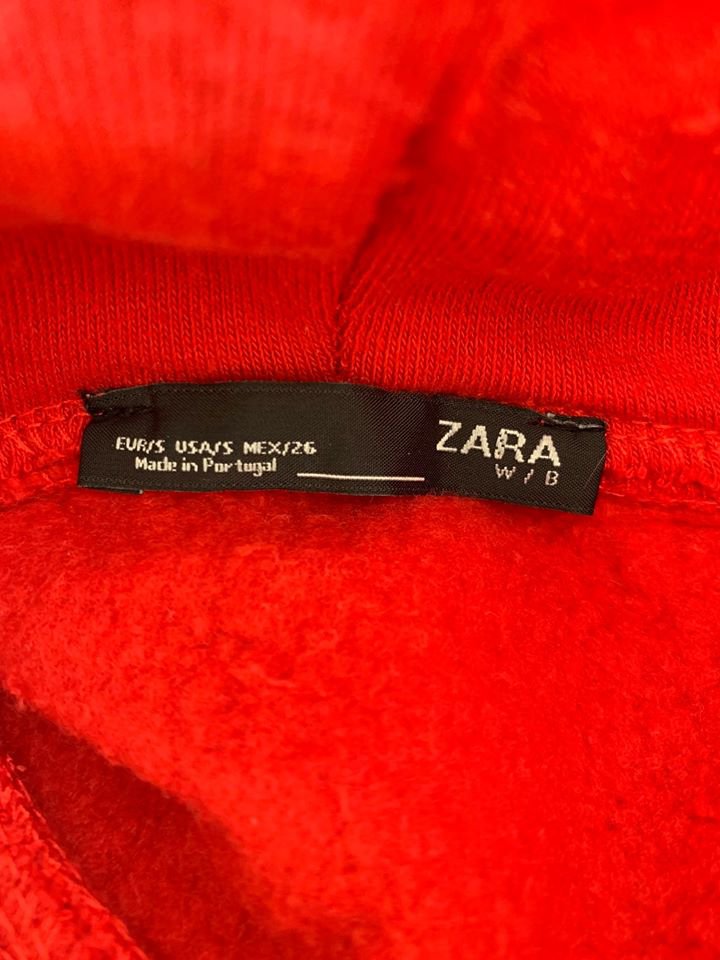 EUR/S USA/S MEX/26
Made in Portugal
ZARA
W / B